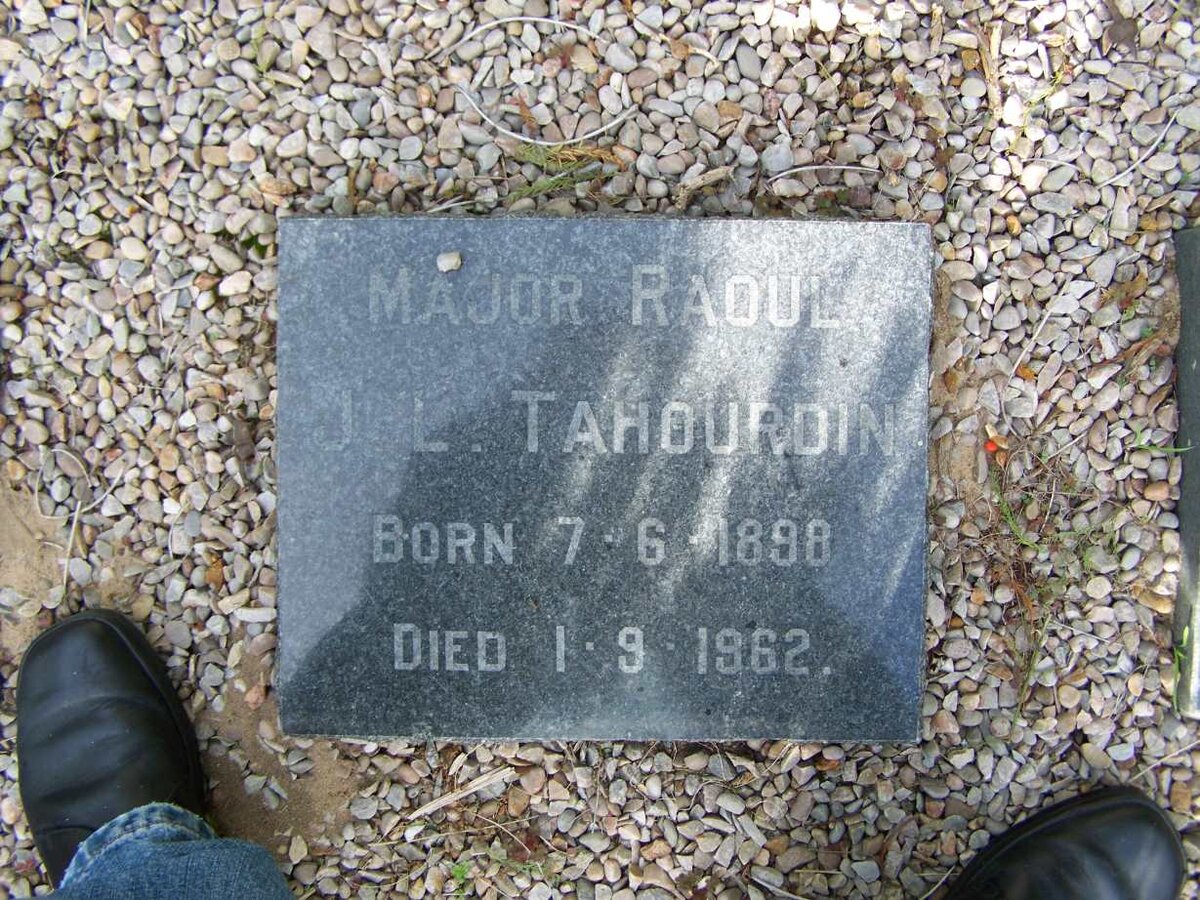 MAJOR RAOUL
J. L. TAHOURDIN
BORN 7·6·1898
DIED 1·9·1962.